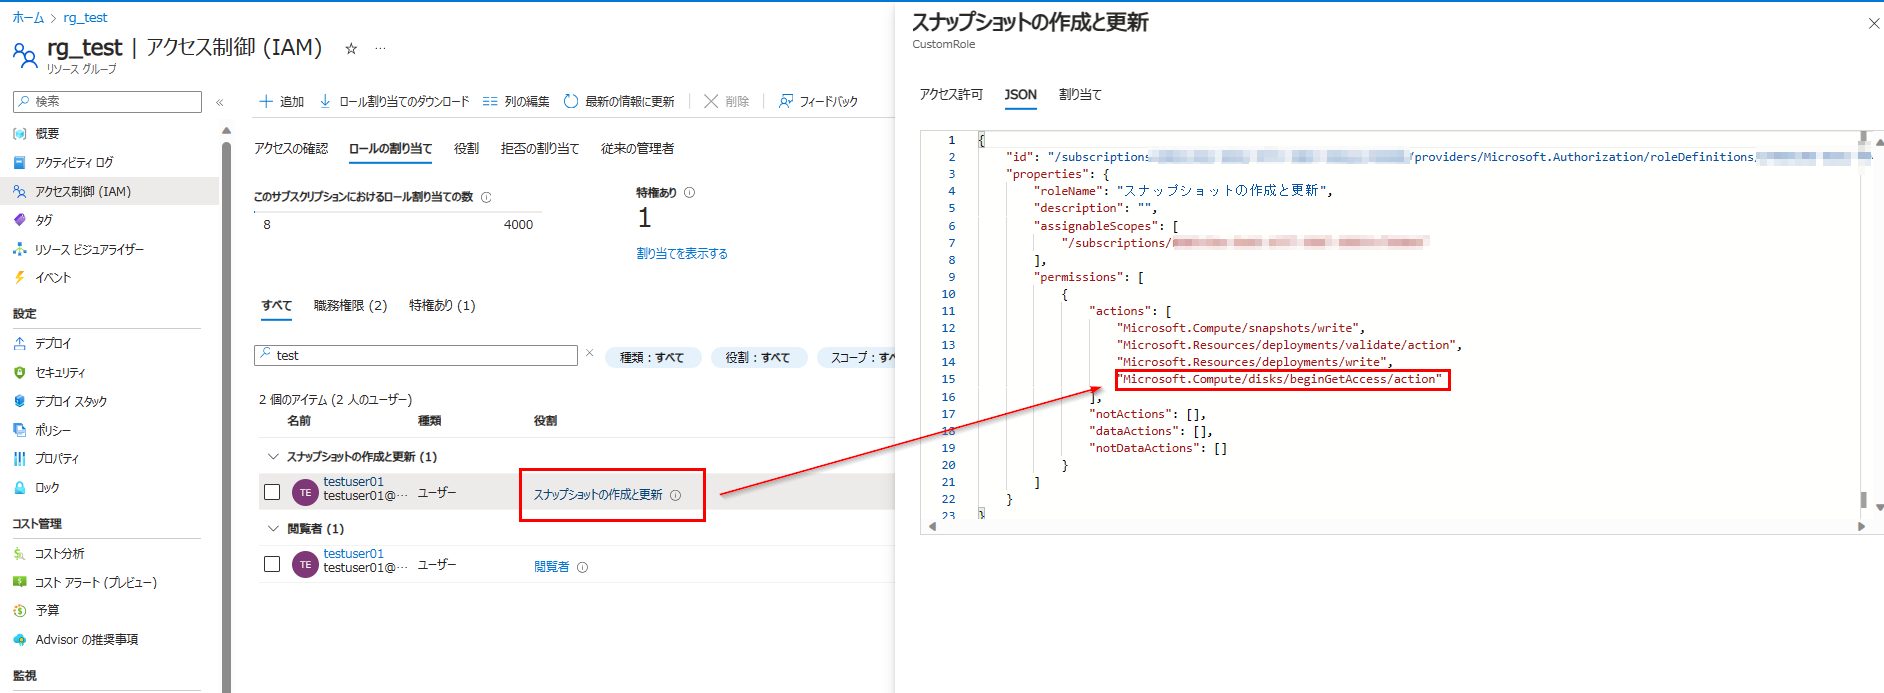 ホーム > rg_test
rg_test | アクセス制御 (IAM) ☆ ...
リソース グループ
検索
«
概要
アクティビティ ログ
アクセス制御 (IAM)
タグ
リソース ビジュアライザー
イベント
設定
デプロイ
セキュリティ
デプロイ スタック
ポリシー
プロパティ
ロック
コスト管理
コスト分析
コスト アラート (プレビュー)
予算
Advisor の推奨事項
監視
追加
ロール割り当てのダウンロード
列の編集
最新の情報に更新
削除
フィードバック
アクセスの確認 ロールの割り当て 役割 拒否の割り当て 従来の管理者
このサブスクリプションにおけるロール割り当ての数
8 4000
特権あり
1
割り当てを表示する
すべて 職務権限 (2) 特権あり (1)
test
種類 : すべて
役割 : すべて
スコープ : すべ
2 個のアイテム (2 人のユーザー)
名前 種類 役割
スナップショットの作成と更新 (1)
TE
testuser01
testuser01@...
ユーザー
スナップショットの作成と更新
閲覧者 (1)
TE
testuser01
testuser01@...
ユーザー
閲覧者
スナップショットの作成と更新
CustomRole
アクセス許可 JSON 割り当て
1 {
2 "id": "/subscriptions /providers/Microsoft.Authorization/roleDefinitions/
3 "properties": {
4 "roleName": "スナップショットの作成と更新",
5 "description": "",
6 "assignableScopes": [
7 "/subscriptions/
8 ],
9 "permissions": [
10 {
11 "actions": [
12 "Microsoft.Compute/snapshots/write",
13 "Microsoft.Resources/deployments/validate/action",
14 "Microsoft.Resources/deployments/write",
15 "Microsoft.Compute/disks/beginGetAccess/action"
16 ],
17 "notActions": [],
18 "dataActions": [],
19 "notDataActions": []
20 }
21 ]
22 }
23 }